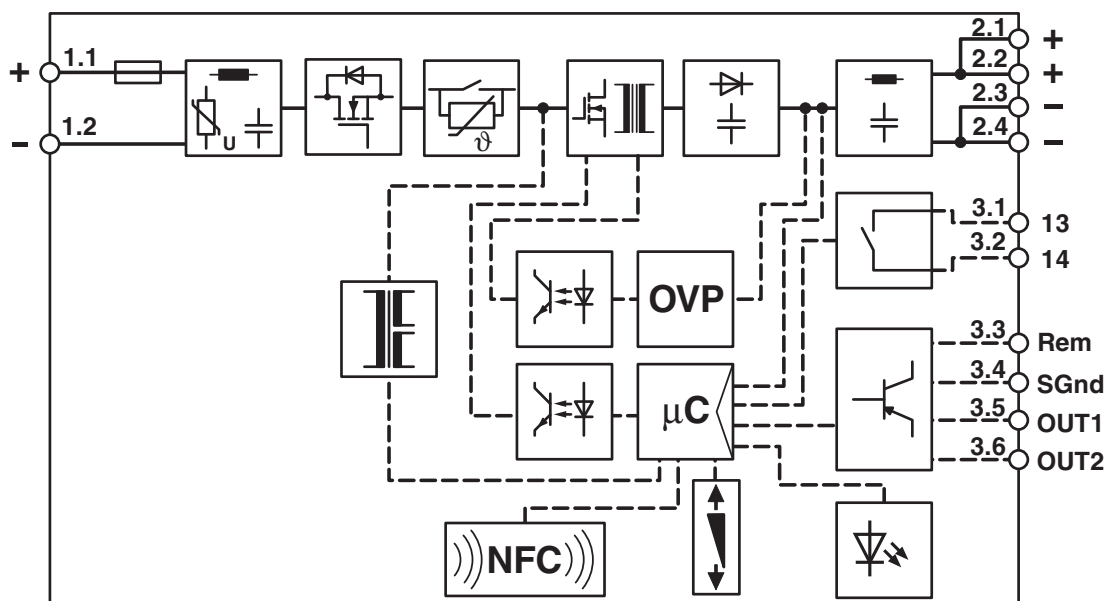 2.1
+
+ 1.1
2.2
+
2.3
−
− 1.2
U
ϑ
2.4
−
3.1
13
3.2
14
OVP
3.3
Rem
3.4
SGnd
µC
3.5
OUT1
3.6
OUT2
NFC